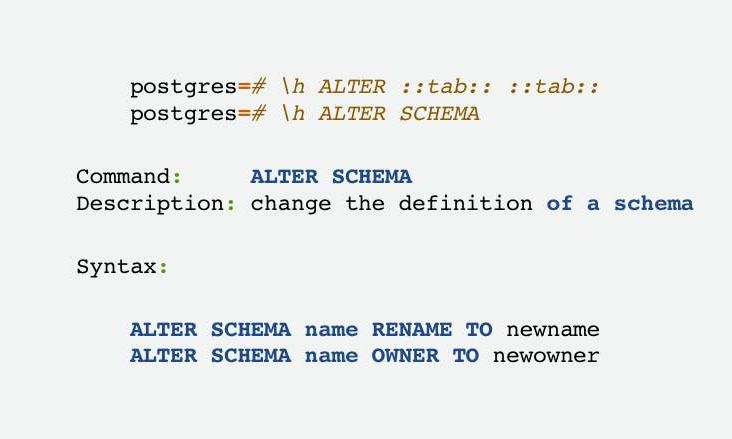 postgres=# \h ALTER ::tab:: ::tab::
postgres=# \h ALTER SCHEMA
Command: ALTER SCHEMA
Description: change the definition of a schema
Syntax:
ALTER SCHEMA name RENAME TO newname
ALTER SCHEMA name OWNER TO newowner